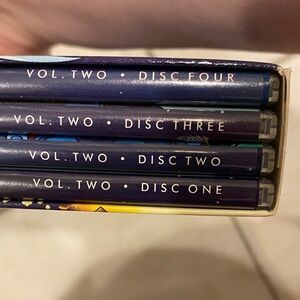 VOL. TWO • DISC FOUR
VOL. TWO • DISC THREE
VOL. TWO • DISC TWO
VOL. TWO • DISC ONE